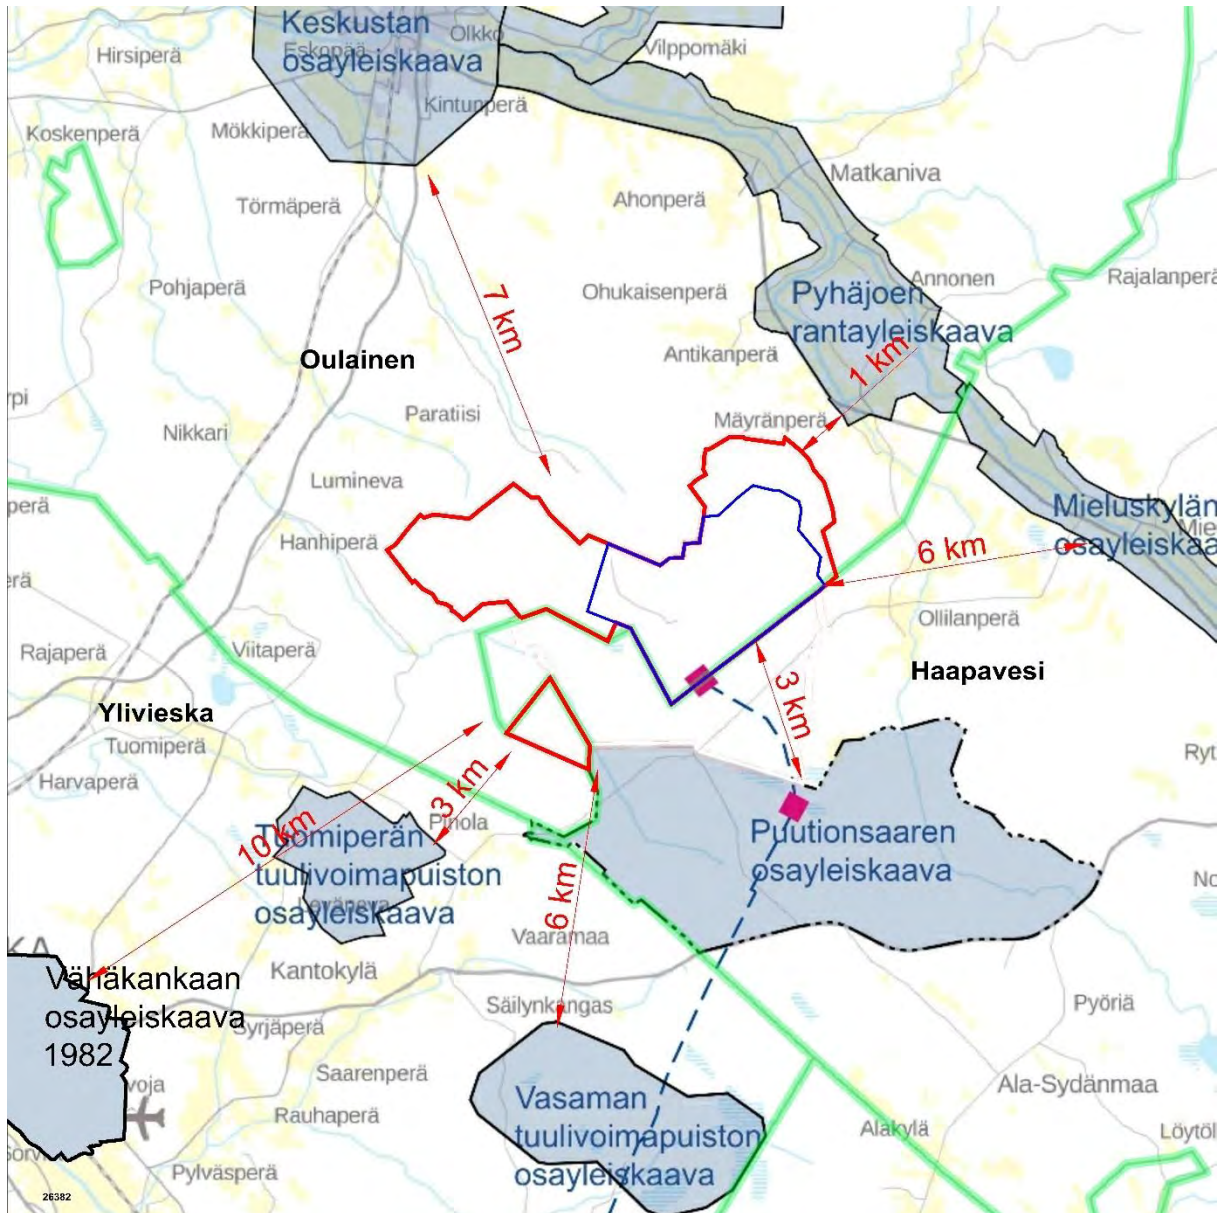 Keskustan
osayleiskaava
Olkko
Eskopää
Hirsiperä
Vilppomäki
Kintunperä
Koskenperä
Mökkiperä
Matkaniva
Törmäperä
Ahonperä
Pohjaperä
Ohukaisenperä
Annonen
Rajalanperä
Pyhäjoen
rantayleiskaava
7 km
Oulainen
Antikanperä
1 km
Paratiisi
Mäyränperä
Nikkari
Lumineva
Mieluskylän
osayleiskaa
Hanhiperä
6 km
Ollilanperä
Rajaperä
Viitaperä
Haapavesi
3 km
Ylivieska
Tuomiperä
Harvaperä
3 km
Pinola
10 km
Tuomiperän
tuulivoimapuiston
osayleiskaava
Puutionsaaren
osayleiskaava
6 km
Vaaramaa
Kantokylä
Vähäkankaan
osayleiskaava
1982
Säilynkangas
Pyöriä
Syrjäperä
Saarenperä
Ala-Sydänmaa
Rauhaperä
Vasaman
tuulivoimapuiston
osayleiskaava
Alakylä
Pylväsperä
26382